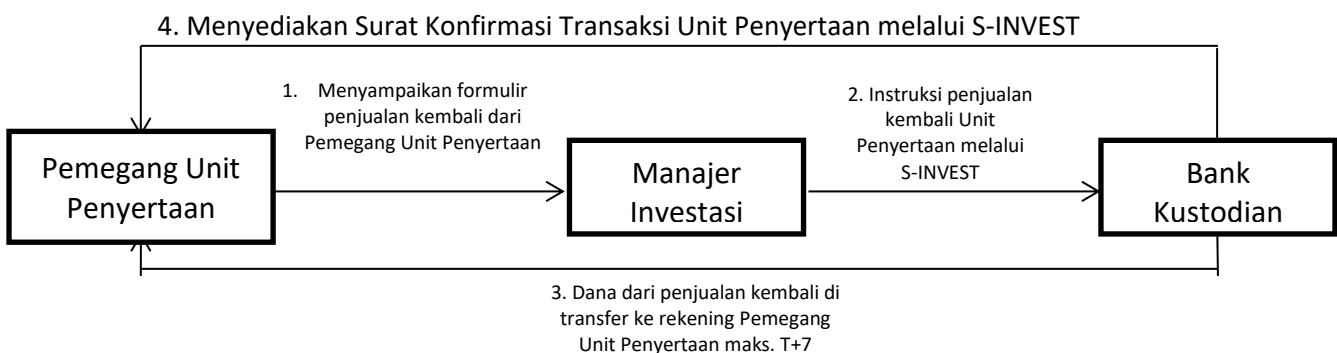 4. Menyediakan Surat Konfirmasi Transaksi Unit Penyertaan melalui S-INVEST
1. Menyampaikan formulir
penjualan kembali dari
Pemegang Unit Penyertaan
2. Instruksi penjualan
kembali Unit
Penyertaan melalui
S-INVEST
Pemegang Unit
Penyertaan
Manajer
Investasi
Bank
Kustodian
3. Dana dari penjualan kembali di
transfer ke rekening Pemegang
Unit Penyertaan maks. T+7